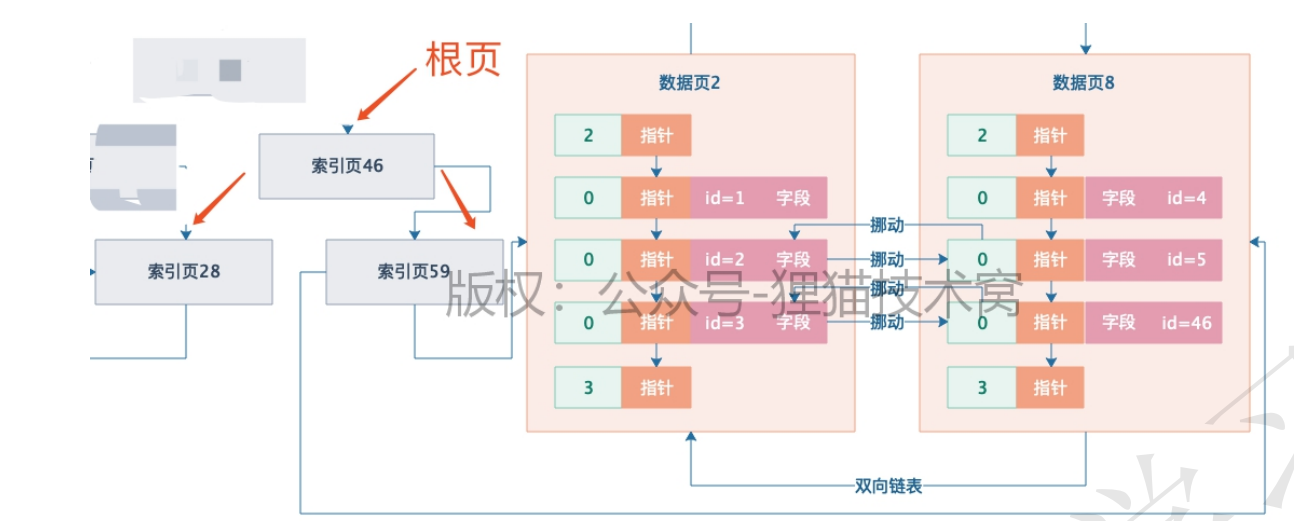 根页
索引页46
索引页28
索引页59
数据页2
2 指针
0 指针 id=1 字段
0 指针 id=2 字段
0 指针 id=3 字段
3 指针
挪动
挪动
挪动
挪动
数据页8
2 指针
0 指针 字段 id=4
0 指针 字段 id=5
0 指针 字段 id=46
3 指针
双向链表
版权：公众号-狸猫技术窝